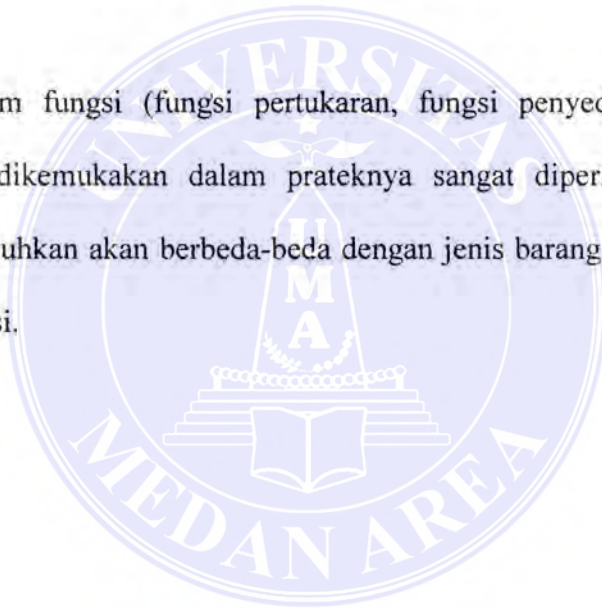 m fungsi (fungsi pertukaran, fungsi penyed
dikemukakan dalam prateknya sangat diper
uhkan akan berbeda-beda dengan jenis barang
si.
UNIVERSITAS
UMA
MEDAN AREA